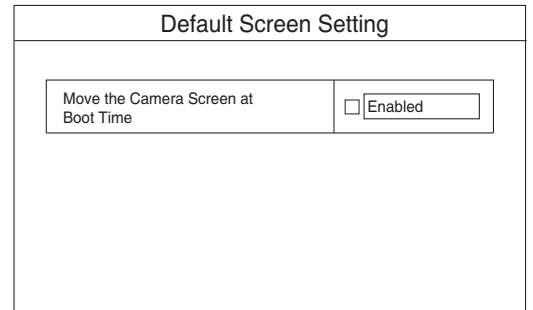 Default Screen Setting
Move the Camera Screen at
Boot Time
Enabled